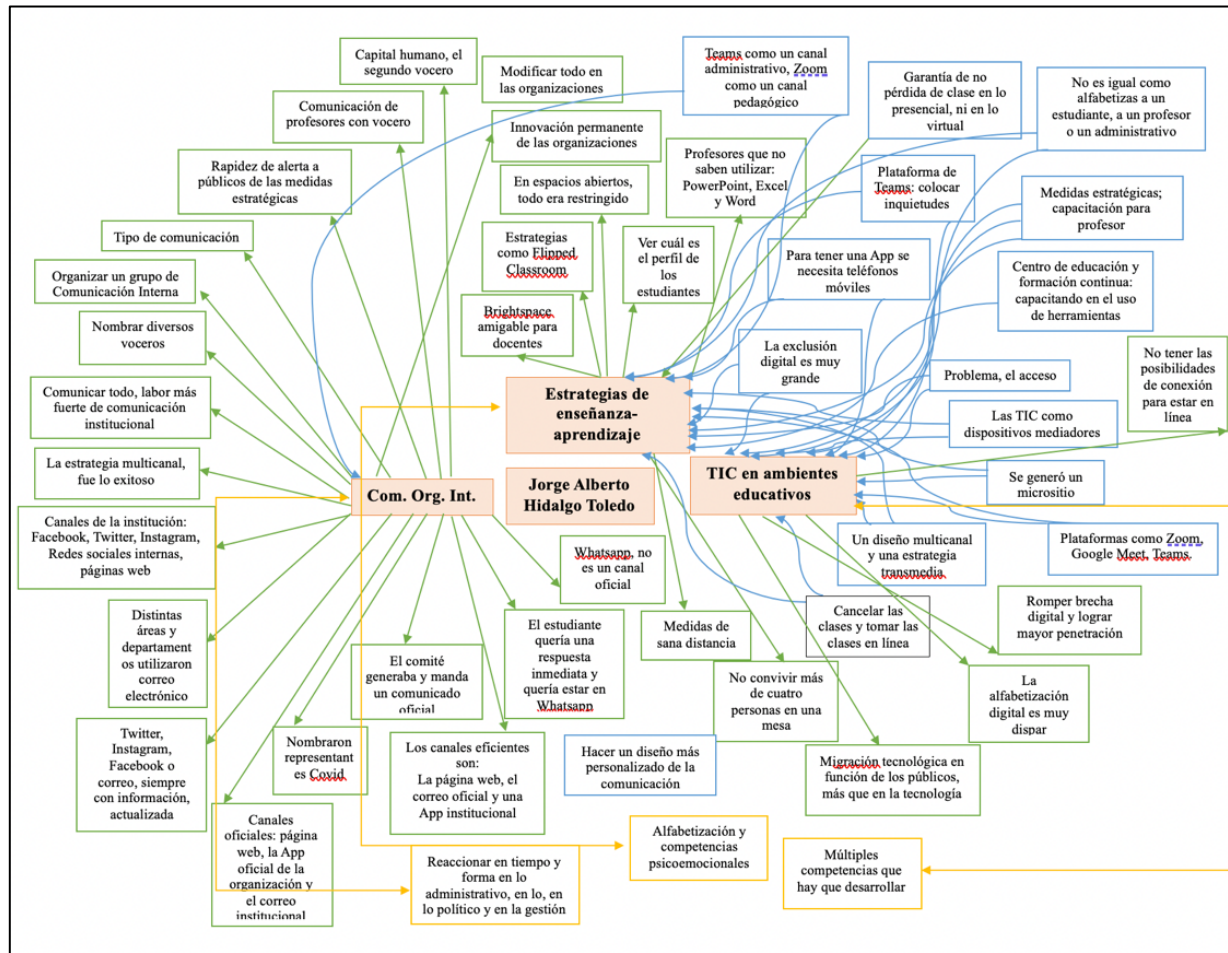 Capital humano, el
segundo vocero
Modificar todo en
las organizaciones
Teams como un canal
administrativo, Zoom
como un canal
pedagógico
Garantía de no
pérdida de clase en lo
presencial, ni en lo
virtual
No es igual como
alfabetizas a un
estudiante, a un profesor
o un administrativo
Comunicación de
profesores con vocero
Innovación permanente
de las organizaciones
Profesores que no
saben utilizar:
PowerPoint, Excel
y Word
Rapidez de alerta a
públicos de las medidas
estratégicas
En espacios abiertos,
todo era restringido
Plataforma de
Teams: colocar
inquietudes
Medidas estratégicas;
capacitación para
profesor
Tipo de comunicación
Estrategias
como Flipped
Classroom
Ver cuál es
el perfil de
los
estudiantes
Para tener una App se
necesita teléfonos
móviles
Centro de educación y
formación continua:
capacitando en el uso
de herramientas
Organizar un grupo de
Comunicación Interna
Brightspace
amigable para
docentes
Nombrar diversos
voceros
La exclusión
digital es muy
grande
Problema, el acceso
No tener las
posibilidades
de conexión
para estar en
línea
Comunicar todo, labor más
fuerte de comunicación
institucional
Estrategias de
enseñanza-
aprendizaje
Las TIC como
dispositivos mediadores
La estrategia multicanal,
fue lo exitoso
Com. Org. Int.
Jorge Alberto
Hidalgo Toledo
TIC en ambientes
educativos
Se generó un
micrositio
Canales de la institución:
Facebook, Twitter, Instagram,
Redes sociales internas,
páginas web
Whatsapp, no
es un canal
oficial
Un diseño multicanal
y una estrategia
transmedia
Plataformas como Zoom,
Google Meet, Teams
Distintas
áreas y
departament
os utilizaron
correo
electrónico
El comité
generaba y manda
un comunicado
oficial
El estudiante
quería una
respuesta
inmediata y
quería estar en
Whatsapp
Medidas de
sana distancia
Cancelar las
clases y tomar las
clases en línea
Romper brecha
digital y lograr
mayor penetración
No convivir más
de cuatro
personas en una
mesa
La
alfabetización
digital es muy
dispar
Twitter,
Instagram,
Facebook o
correo, siempre
con información,
actualizada
Nombraron
representant
es Covid
Los canales eficientes
son:
La página web, el
correo oficial y una
App institucional
Hacer un diseño más
personalizado de la
comunicación
Migración tecnológica en
función de los públicos,
más que en la tecnología
Canales
oficiales: página
web, la App
oficial de la
organización y
el correo
institucional
Reaccionar en tiempo y
forma en lo
administrativo, en lo, en
lo político y en la gestión
Alfabetización y
competencias
psicoemocionales
Múltiples
competencias que
hay que desarrollar